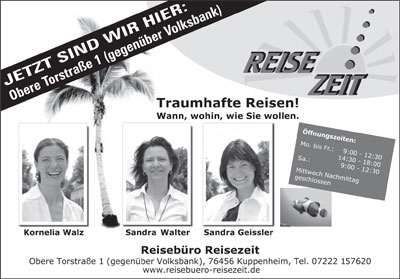 JETZT SIND WIR HIER:
Obere Torstraße 1 (gegenüber Volksbank)
REISE
ZEIT
Traumhafte Reisen!
Wann, wohin, wie Sie wollen.
Öffnungszeiten:
Mo. bis Fr.: 9:00 - 12:30
14:30 - 18:00
Sa.: 9:00 - 12:30
Mittwoch Nachmittag
geschlossen
Kornelia Walz
Sandra Walter
Sandra Geissler
Reisebüro Reisezeit
Obere Torstraße 1 (gegenüber Volksbank), 76456 Kuppenheim, Tel. 07222 157620
www.reisebuero-reisezeit.de